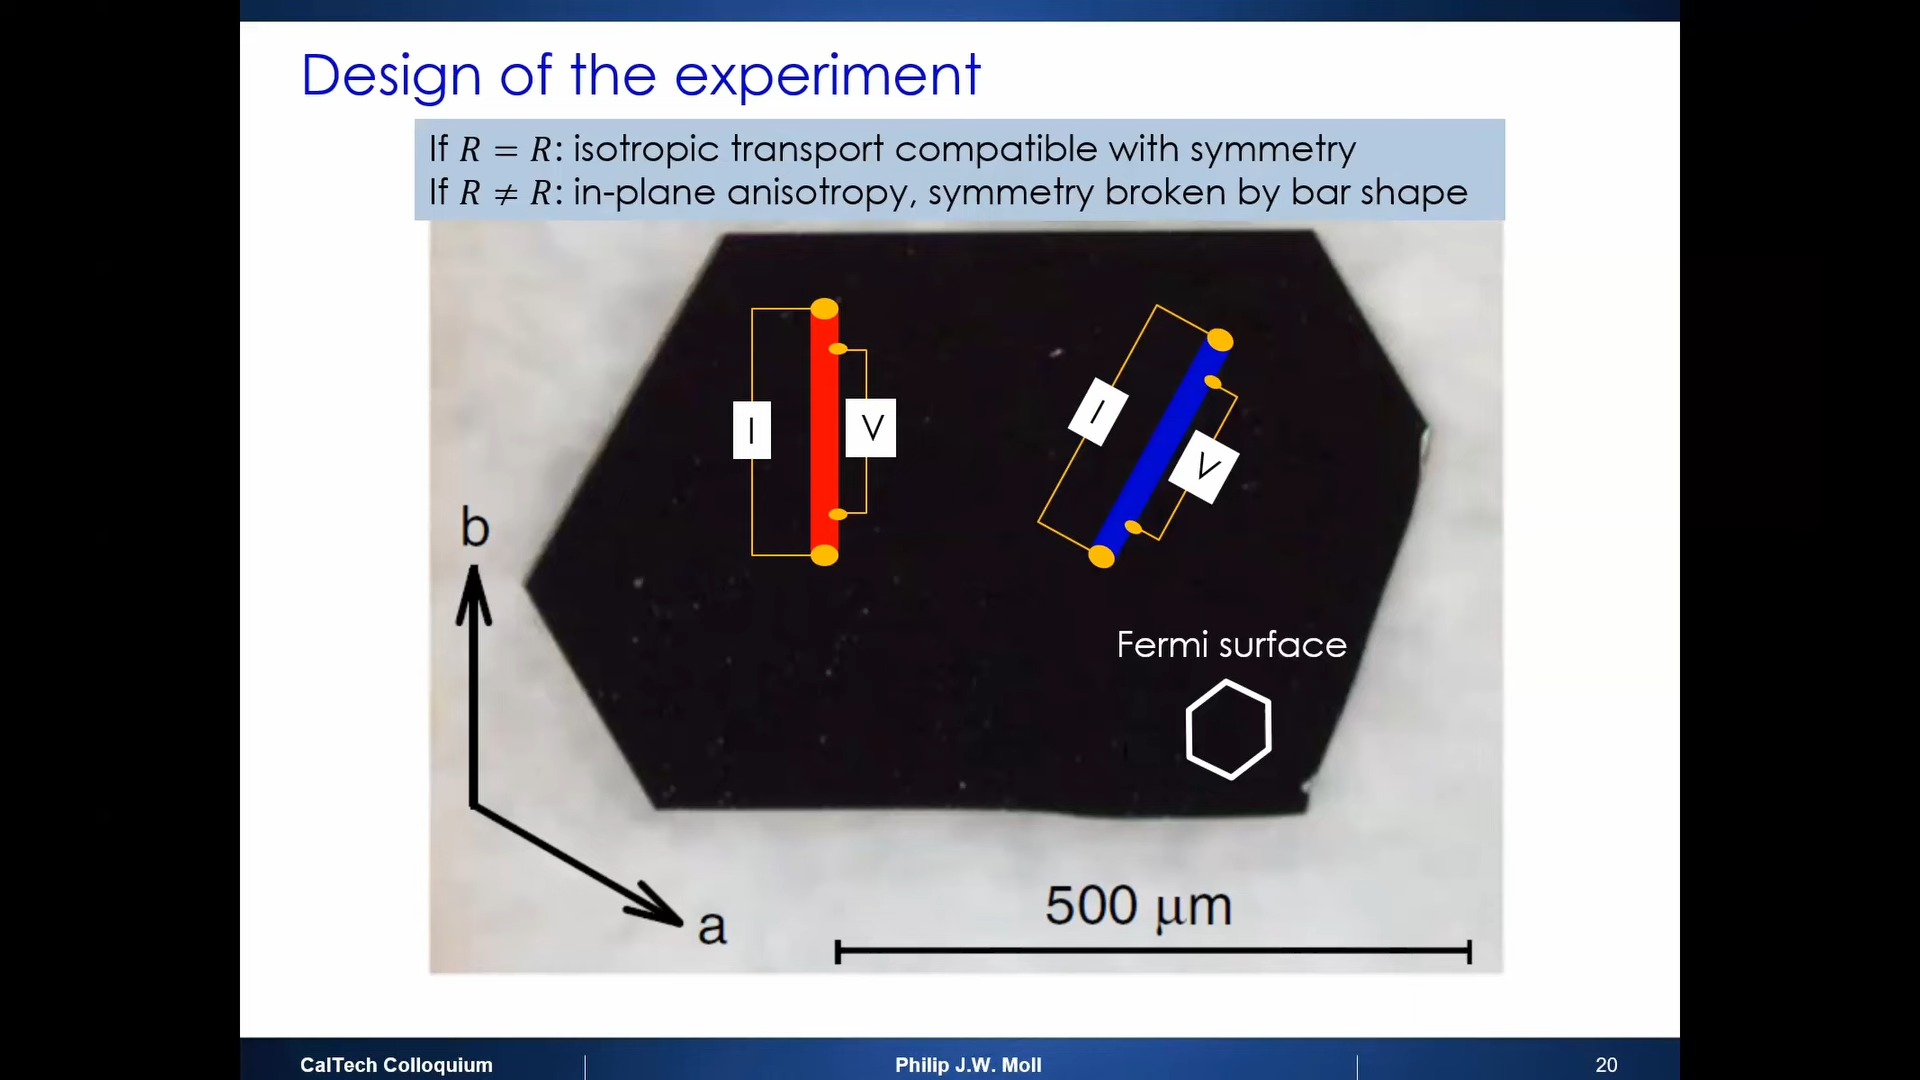 Design of the experiment
If R = R: isotropic transport compatible with symmetry
If R ≠ R: in-plane anisotropy, symmetry broken by bar shape
I
V
I
V
b
Fermi surface
a
500 μm
CalTech Colloquium
Philip J.W. Moll
20